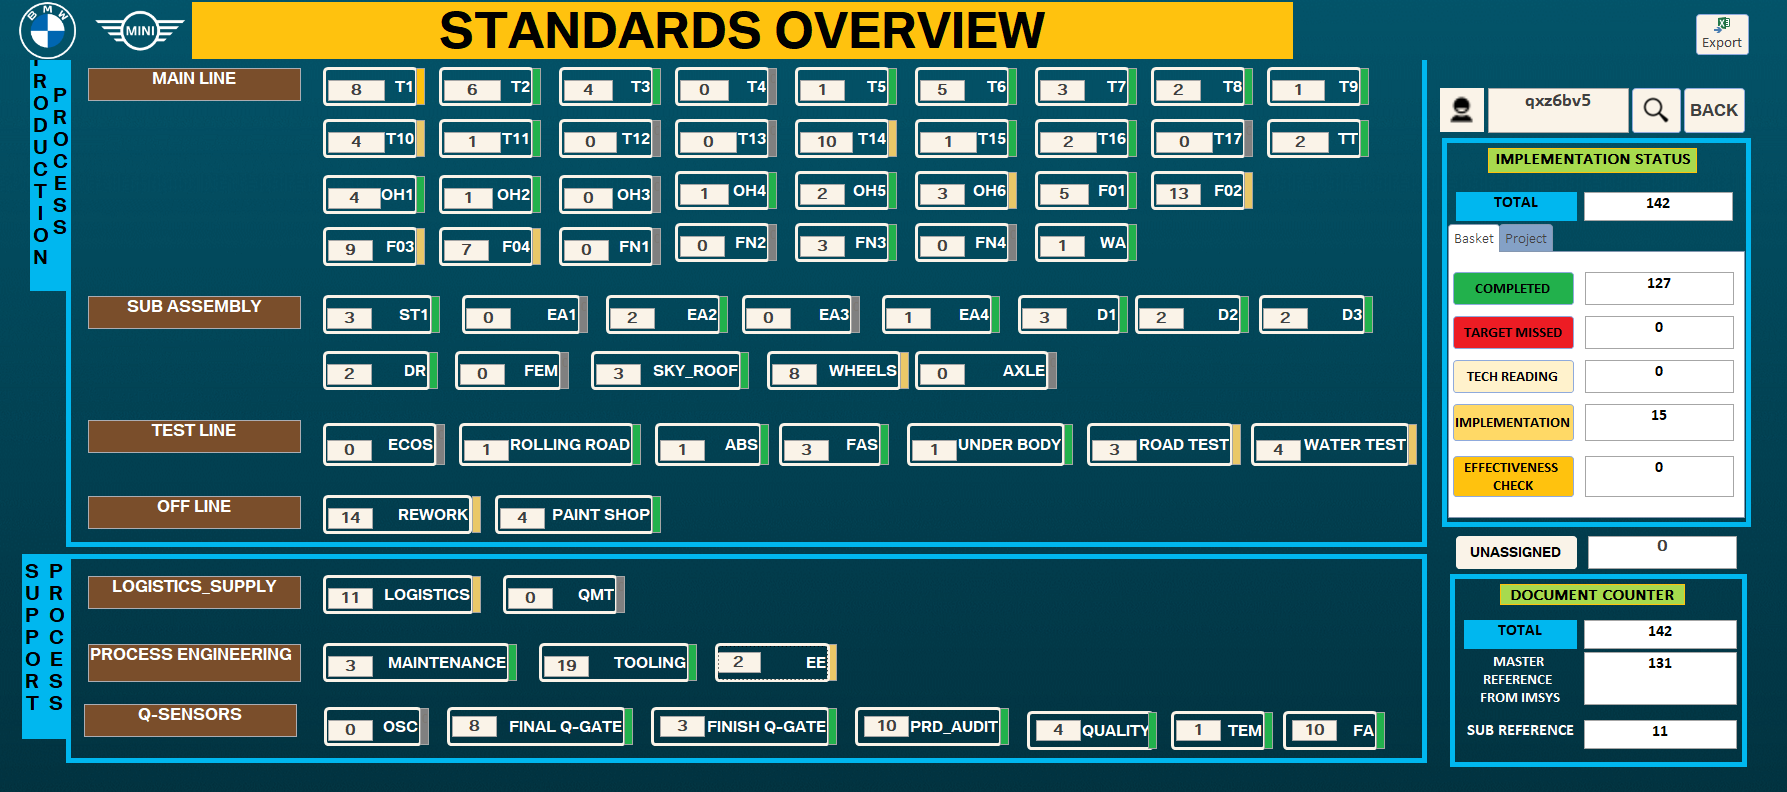 BMW
MINI
STANDARDS OVERVIEW
Export
PRODUCTION PROCESS
MAIN LINE
8 T1 6 T2 4 T3 0 T4 1 T5 5 T6 3 T7 2 T8 1 T9
4 T10 1 T11 0 T12 0 T13 10 T14 1 T15 2 T16 0 T17 2 TT
4 OH1 1 OH2 0 OH3 1 OH4 2 OH5 3 OH6 5 F01 13 F02
9 F03 7 F04 0 FN1 0 FN2 3 FN3 0 FN4 1 WA
SUB ASSEMBLY
3 ST1 0 EA1 2 EA2 0 EA3 1 EA4 3 D1 2 D2 2 D3
2 DR 0 FEM 3 SKY_ROOF 8 WHEELS 0 AXLE
TEST LINE
0 ECOS 1 ROLLING ROAD 1 ABS 3 FAS 1 UNDER BODY 3 ROAD TEST 4 WATER TEST
OFF LINE
14 REWORK 4 PAINT SHOP
SUPPORT PROCESS
LOGISTICS_SUPPLY
11 LOGISTICS 0 QMT
PROCESS ENGINEERING
3 MAINTENANCE 19 TOOLING 2 EE
Q-SENSORS
0 OSC 8 FINAL Q-GATE 3 FINISH Q-GATE 10 PRD_AUDIT 4 QUALITY 1 TEM 10 FA
qxz6bv5
BACK
IMPLEMENTATION STATUS
TOTAL 142
Basket Project
COMPLETED 127
TARGET MISSED 0
TECH READING 0
IMPLEMENTATION 15
EFFECTIVENESS
CHECK 0
UNASSIGNED 0
DOCUMENT COUNTER
TOTAL 142
MASTER
REFERENCE
FROM IMSYS 131
SUB REFERENCE 11